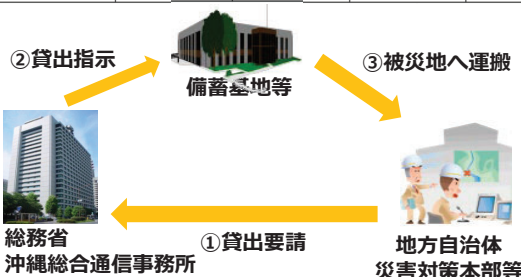 ②貸出指示
備蓄基地等
③被災地へ運搬
総務省
沖縄総合通信事務所
①貸出要請
地方自治体
災害対策本部等